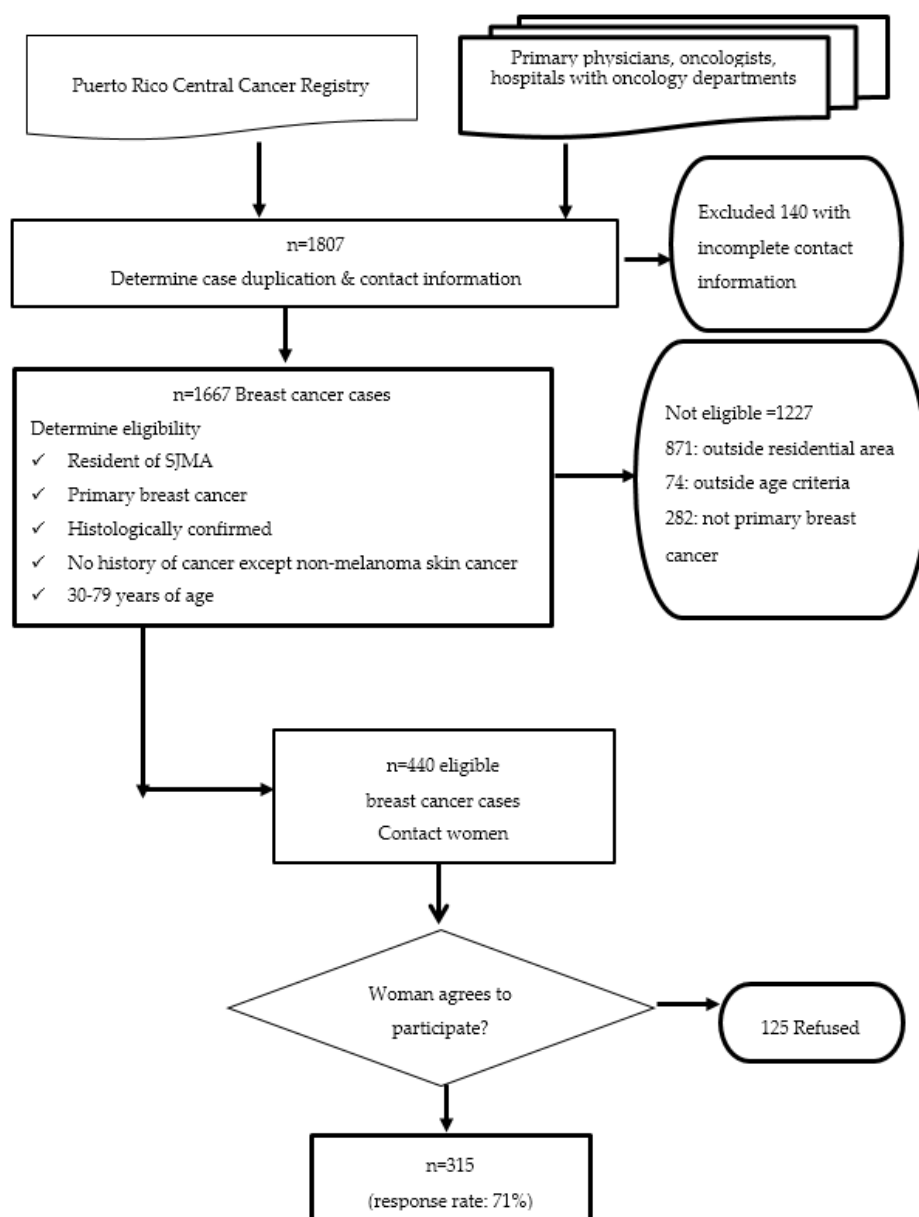 Puerto Rico Central Cancer Registry
Primary physicians, oncologists,
hospitals with oncology departments
n=1807
Determine case duplication & contact information
Excluded 140 with
incomplete contact
information
n=1667 Breast cancer cases
Determine eligibility
✓ Resident of SJMA
✓ Primary breast cancer
✓ Histologically confirmed
✓ No history of cancer except non-melanoma skin cancer
✓ 30-79 years of age
Not eligible =1227
871: outside residential area
74: outside age criteria
282: not primary breast
cancer
n=440 eligible
breast cancer cases
Contact women
Woman agrees to
participate?
125 Refused
n=315
(response rate: 71%)